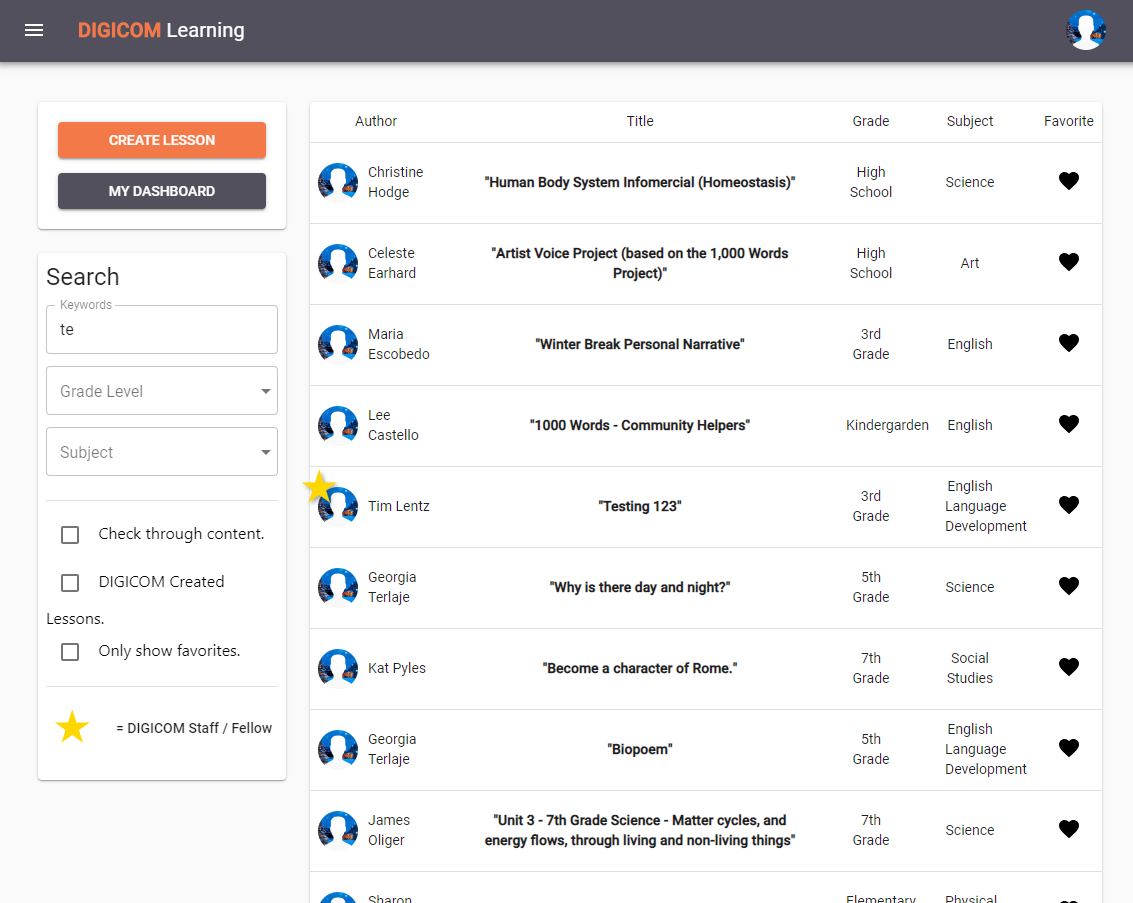 DIGICOM Learning
CREATE LESSON
MY DASHBOARD
Search
Keywords
te
Grade Level
Subject
Check through content.
DIGICOM Created
Lessons.
Only show favorites.
= DIGICOM Staff / Fellow
Author Title Grade Subject Favorite
Christine
Hodge
"Human Body System Infomercial (Homeostasis)"
High
School
Science
Celeste
Earhard
"Artist Voice Project (based on the 1,000 Words
Project)"
High
School
Art
Maria
Escobedo
"Winter Break Personal Narrative"
3rd
Grade
English
Lee
Castello
"1000 Words - Community Helpers"
Kindergarden
English
Tim Lentz
"Testing 123"
3rd
Grade
English
Language
Development
Georgia
Terlaje
"Why is there day and night?"
5th
Grade
Science
Kat Pyles
"Become a character of Rome."
7th
Grade
Social
Studies
Georgia
Terlaje
"Biopoem"
5th
Grade
English
Language
Development
James
Oliger
"Unit 3 - 7th Grade Science - Matter cycles, and
energy flows, through living and non-living things"
7th
Grade
Science
Sharon
Elementary
Physical